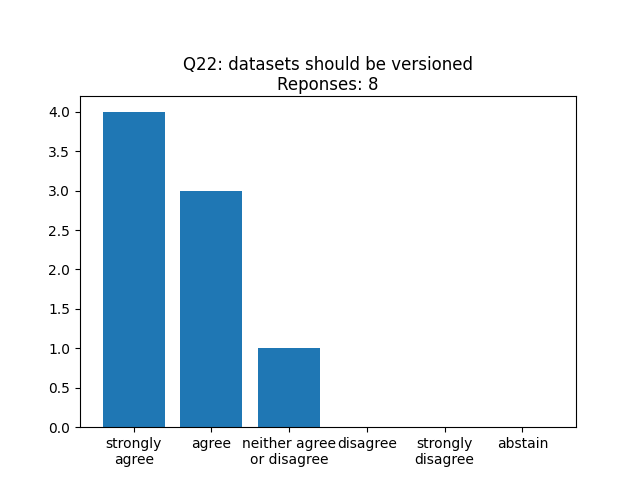 Q22: datasets should be versioned
Reponses: 8
4.0
3.5
3.0
2.5
2.0
1.5
1.0
0.5
0.0
strongly
agree
agree
neither agree
or disagree
disagree
strongly
disagree
abstain